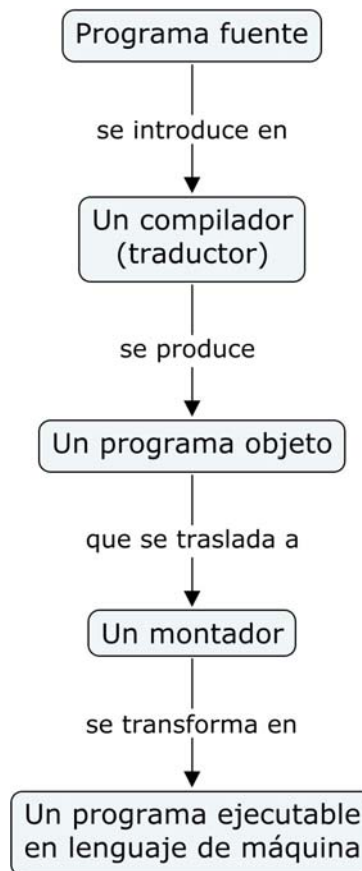 Programa fuente
se introduce en
Un compilador
(traductor)
se produce
Un programa objeto
que se traslada a
Un montador
se transforma en
Un programa ejecutable
en lenguaje de máquina